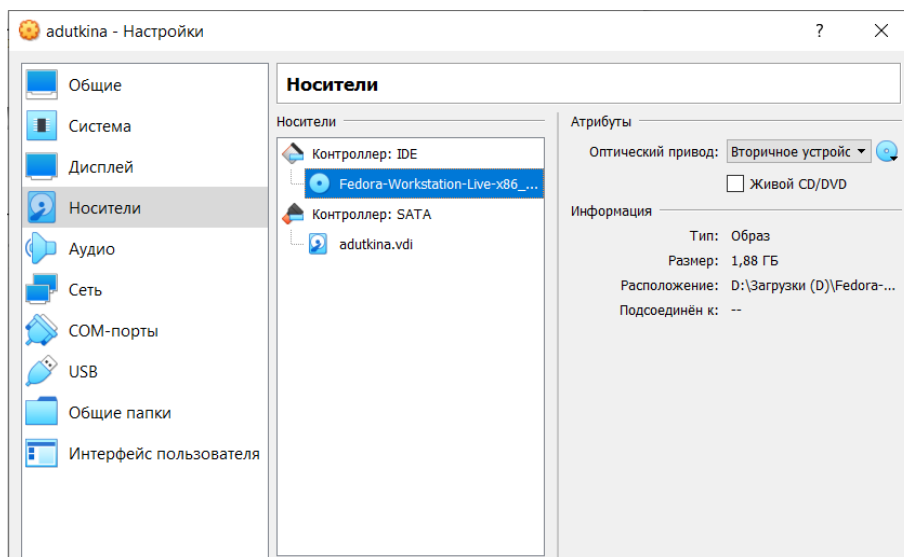 adutkina - Настройки
?
Общие
Система
Дисплей
Носители
Аудио
Сеть
COM-порты
USB
Общие папки
Интерфейс пользователя
Носители
Носители
Контроллер: IDE
Fedora-Workstation-Live-x86_...
Контроллер: SATA
adutkina.vdi
Атрибуты
Оптический привод: Вторичное устройс
Живой CD/DVD
Информация
Тип: Образ
Размер: 1,88 ГБ
Расположение: D:\Загрузки (D)\Fedora-...
Подсоединён к: --